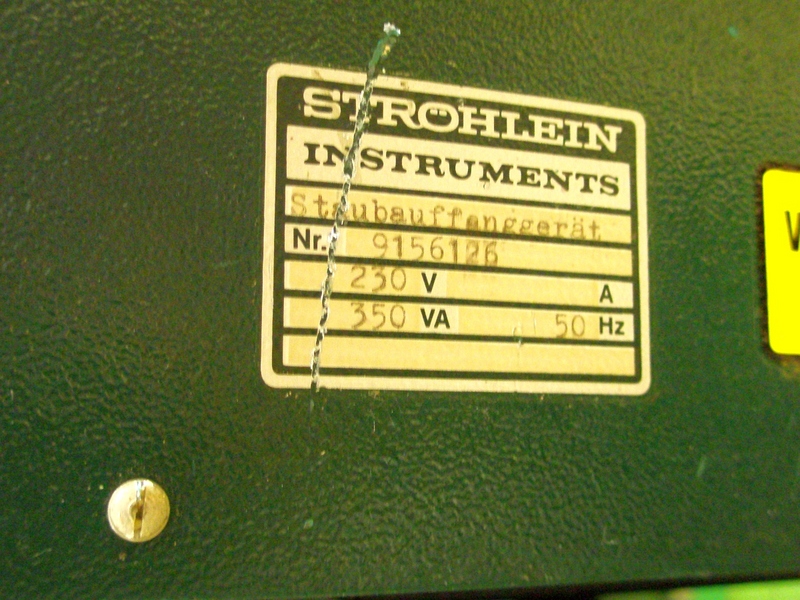 STRÖHLEIN
INSTRUMENTS
Staubauffanggerät
Nr. 9156126
230 V A
350 VA 50 Hz